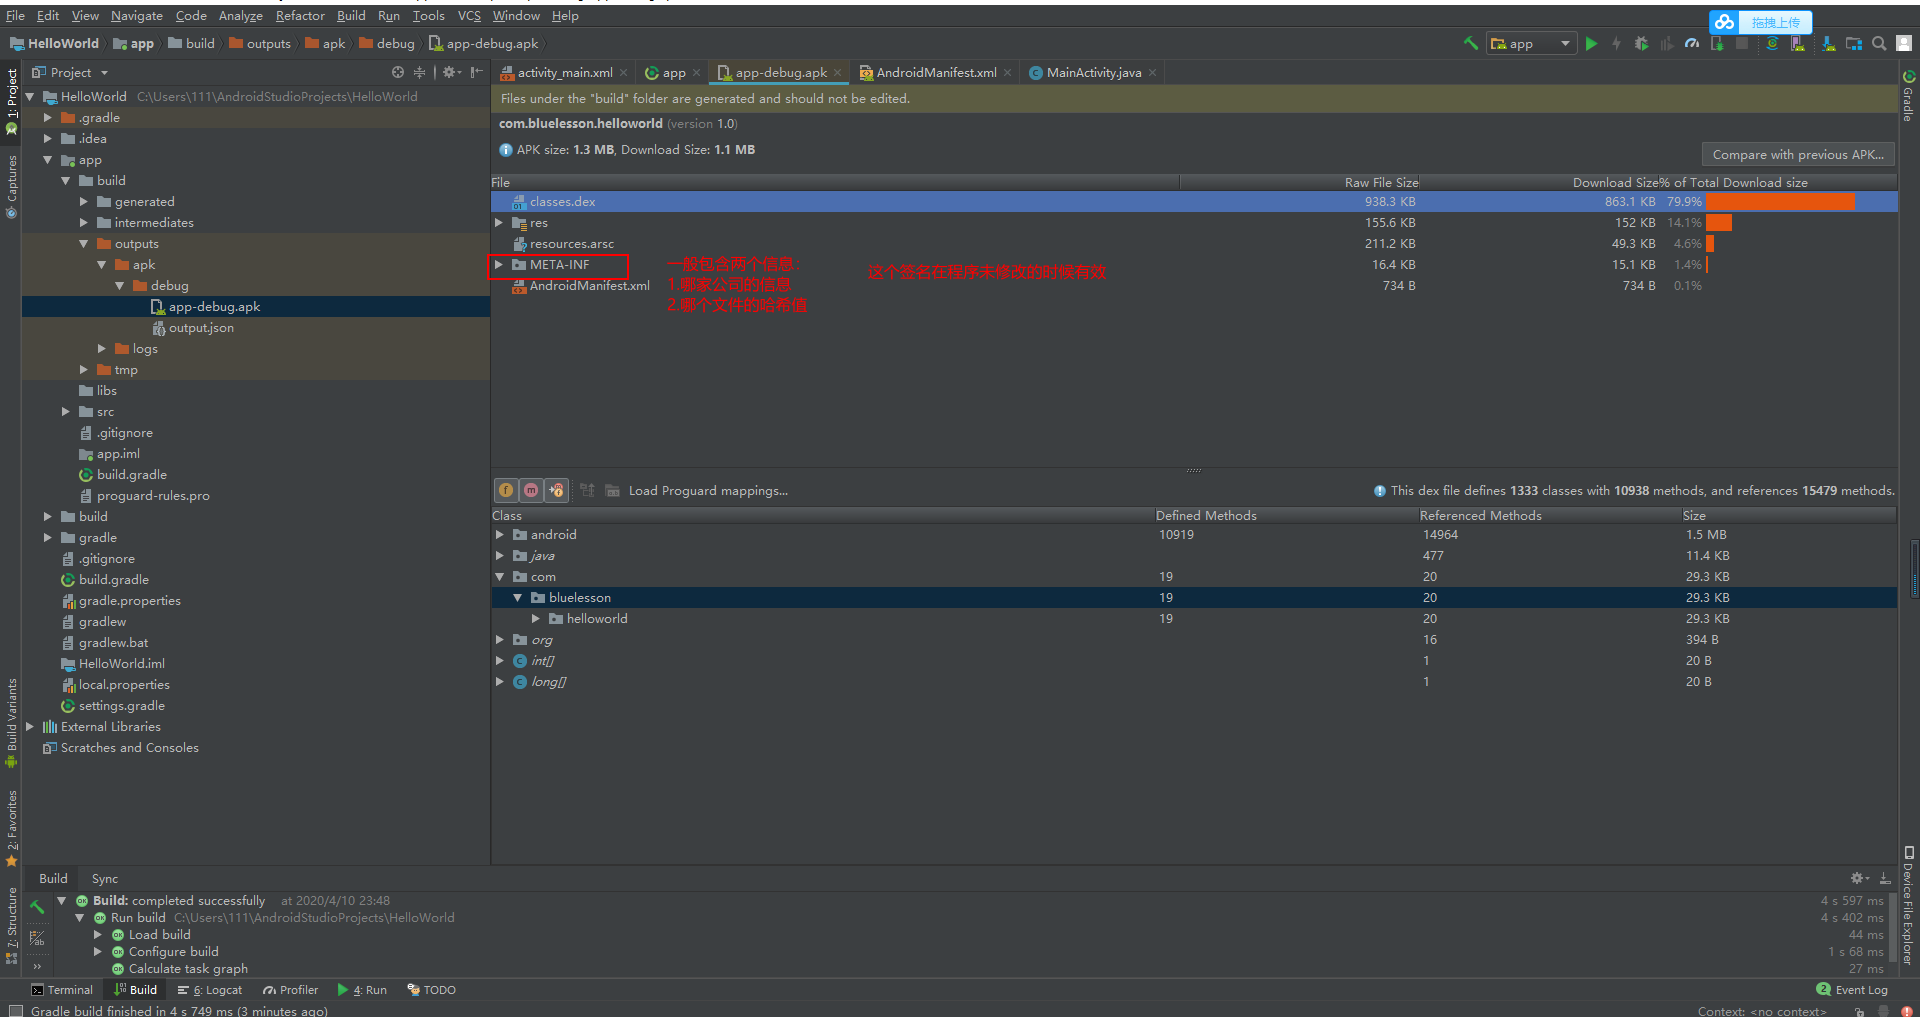 File Edit View Navigate Code Analyze Refactor Build Run Tools VCS Window Help
拖拽上传
HelloWorld app build outputs apk debug app-debug.apk
app
Project
activity_main.xml app app-debug.apk AndroidManifest.xml MainActivity.java
1: Project
Captures
Build Variants
2: Favorites
7: Structure
Gradle
Device File Explorer
HelloWorld C:\Users\111\AndroidStudioProjects\HelloWorld
.gradle
.idea
app
build
generated
intermediates
outputs
apk
debug
app-debug.apk
output.json
logs
tmp
libs
src
.gitignore
app.iml
build.gradle
proguard-rules.pro
build
gradle
.gitignore
build.gradle
gradle.properties
gradlew
gradlew.bat
HelloWorld.iml
local.properties
settings.gradle
External Libraries
Scratches and Consoles
Files under the "build" folder are generated and should not be edited.
com.bluelesson.helloworld (version 1.0)
APK size: 1.3 MB, Download Size: 1.1 MB
Compare with previous APK...
File Raw File Size Download Size % of Total Download size
classes.dex 938.3 KB 863.1 KB 79.9%
res 155.6 KB 152 KB 14.1%
resources.arsc 211.2 KB 49.3 KB 4.6%
META-INF 16.4 KB 15.1 KB 1.4%
AndroidManifest.xml 734 B 734 B 0.1%
一般包含两个信息：
1.哪家公司的信息
2.哪个文件的哈希值
这个签名在程序未修改的时候有效
Load Proguard mappings...
This dex file defines 1333 classes with 10938 methods, and references 15479 methods.
Class Defined Methods Referenced Methods Size
android 10919 14964 1.5 MB
java 477 11.4 KB
com 19 20 29.3 KB
bluelesson 19 20 29.3 KB
helloworld 19 20 29.3 KB
org 16 394 B
int[] 1 20 B
long[] 1 20 B
Build Sync
Build: completed successfully at 2020/4/10 23:48 4 s 597 ms
Run build C:\Users\111\AndroidStudioProjects\HelloWorld 4 s 402 ms
Load build 44 ms
Configure build 1 s 68 ms
Calculate task graph 27 ms
Terminal Build 6: Logcat Profiler 4: Run TODO
2 Event Log
Gradle build finished in 4 s 749 ms (3 minutes ago)
Context: <no context>